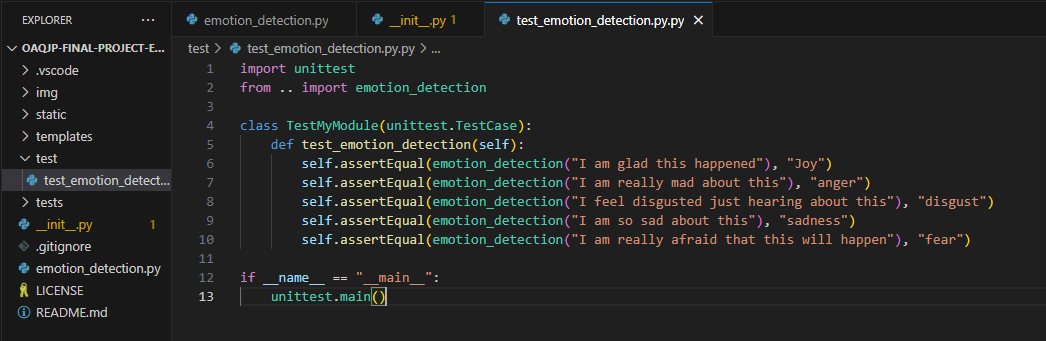 EXPLORER
OAQJP-FINAL-PROJECT-E...
.vscode
img
static
templates
test
test_emotion_detect...
tests
__init__.py 1
.gitignore
emotion_detection.py
LICENSE
README.md
emotion_detection.py
__init__.py 1
test_emotion_detection.py.py
test > test_emotion_detection.py.py > ...
1 import unittest
2 from .. import emotion_detection
3
4 class TestMyModule(unittest.TestCase):
5 def test_emotion_detection(self):
6 self.assertEqual(emotion_detection("I am glad this happened"), "Joy")
7 self.assertEqual(emotion_detection("I am really mad about this"), "anger")
8 self.assertEqual(emotion_detection("I feel disgusted just hearing about this"), "disgust")
9 self.assertEqual(emotion_detection("I am so sad about this"), "sadness")
10 self.assertEqual(emotion_detection("I am really afraid that this will happen"), "fear")
11
12 if __name__ == "__main__":
13 unittest.main()